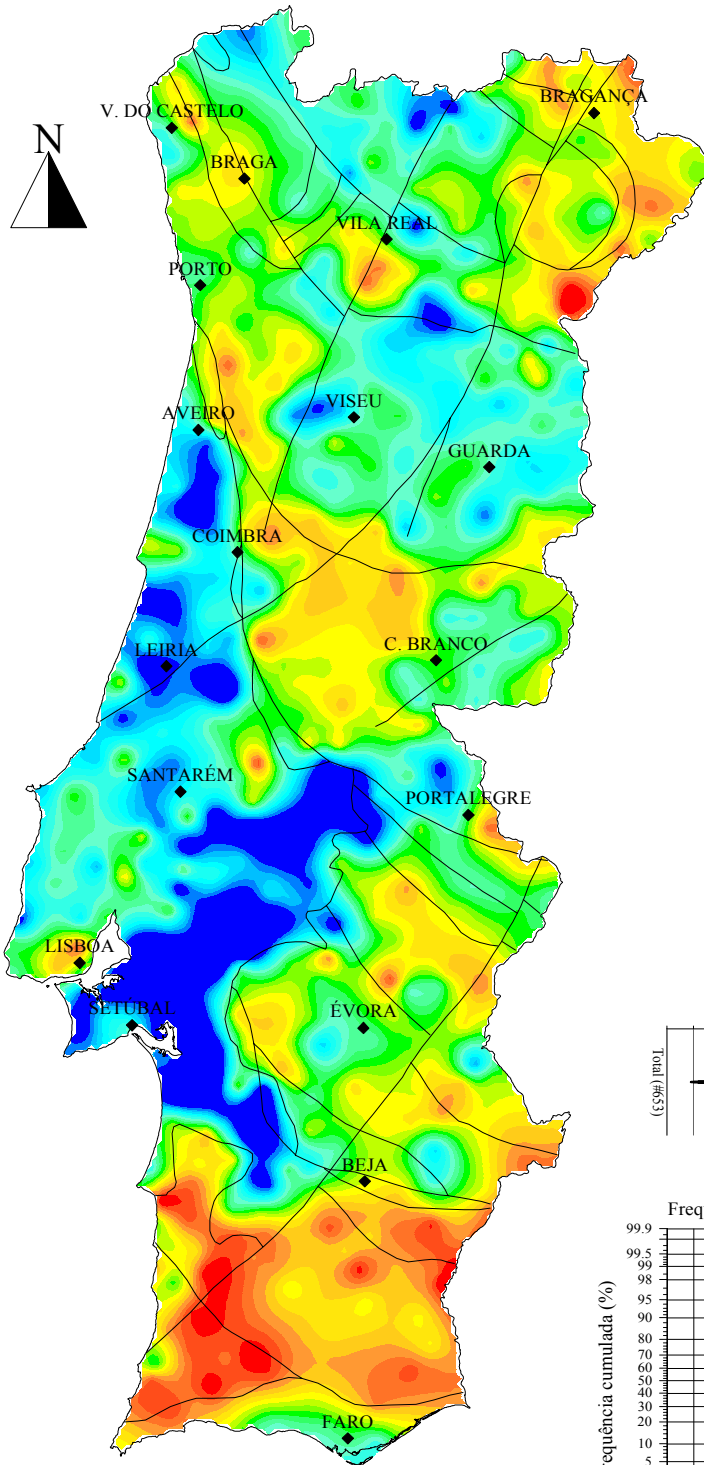 BRAGANÇA
V. DO CASTELO
N
BRAGA
VILA REAL
PORTO
VISEU
AVEIRO
GUARDA
COIMBRA
LEIRIA
C. BRANCO
SANTARÉM
PORTALEGRE
LISBOA
SETÚBAL
ÉVORA
Total (#653)
BEJA
Freq
99.9
99.5
99
98
95
90
80
70
60
50
40
30
20
10
5
requência cumulada (%)
FARO